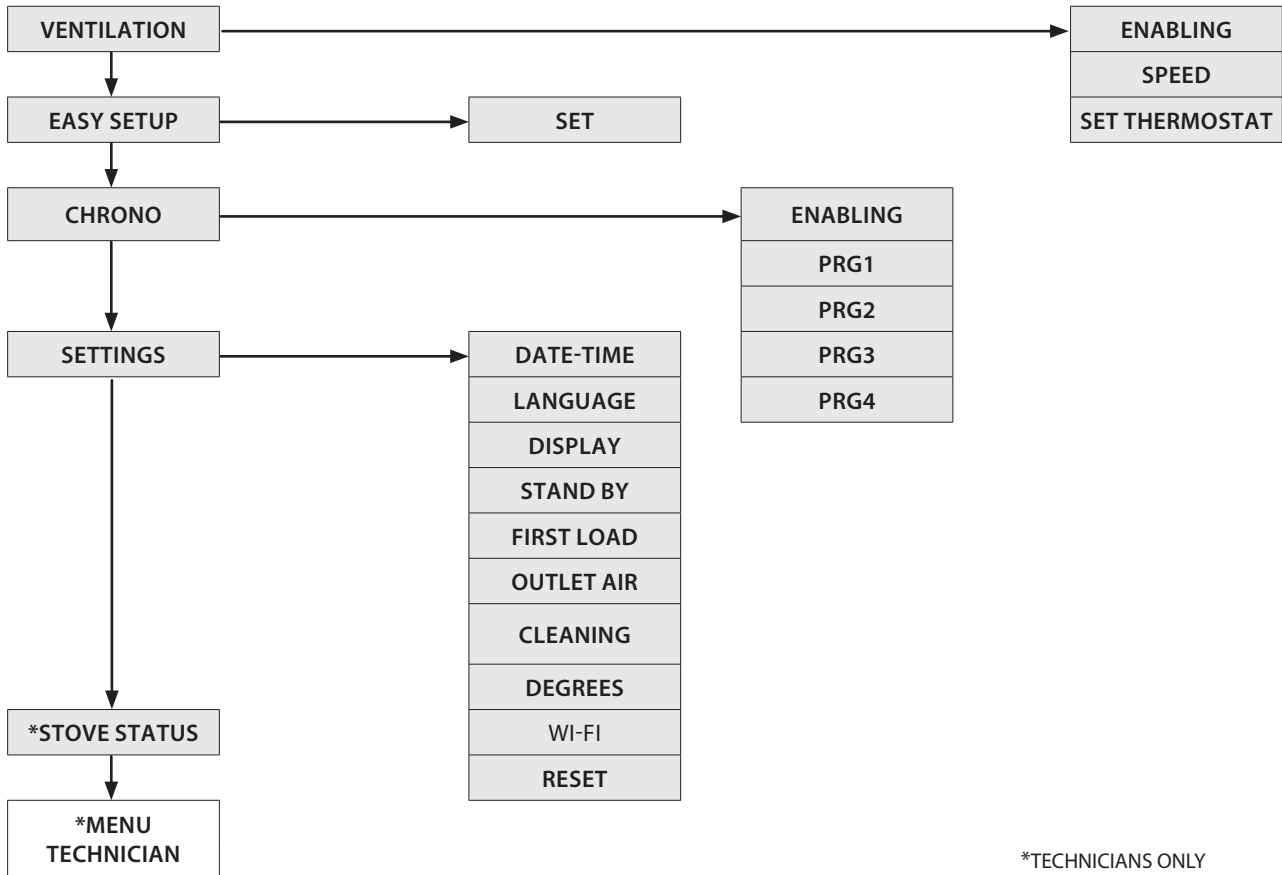 VENTILATION
ENABLING
SPEED
SET THERMOSTAT
EASY SETUP
SET
CHRONO
ENABLING
PRG1
PRG2
PRG3
PRG4
SETTINGS
DATE-TIME
LANGUAGE
DISPLAY
STAND BY
FIRST LOAD
OUTLET AIR
CLEANING
DEGREES
WI-FI
RESET
*STOVE STATUS
*MENU
TECHNICIAN
*TECHNICIANS ONLY